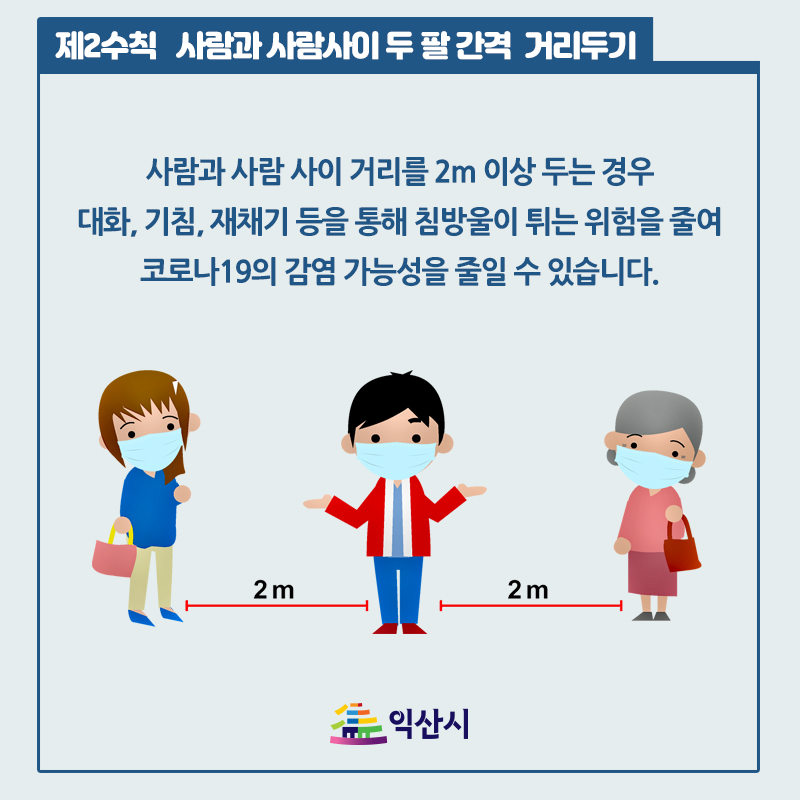 제2수칙 사람과 사람사이 두 팔 간격 거리두기
사람과 사람 사이 거리를 2m 이상 두는 경우
대화, 기침, 재채기 등을 통해 침방울이 튀는 위험을 줄여
코로나19의 감염 가능성을 줄일 수 있습니다.
2m 2m
익산시